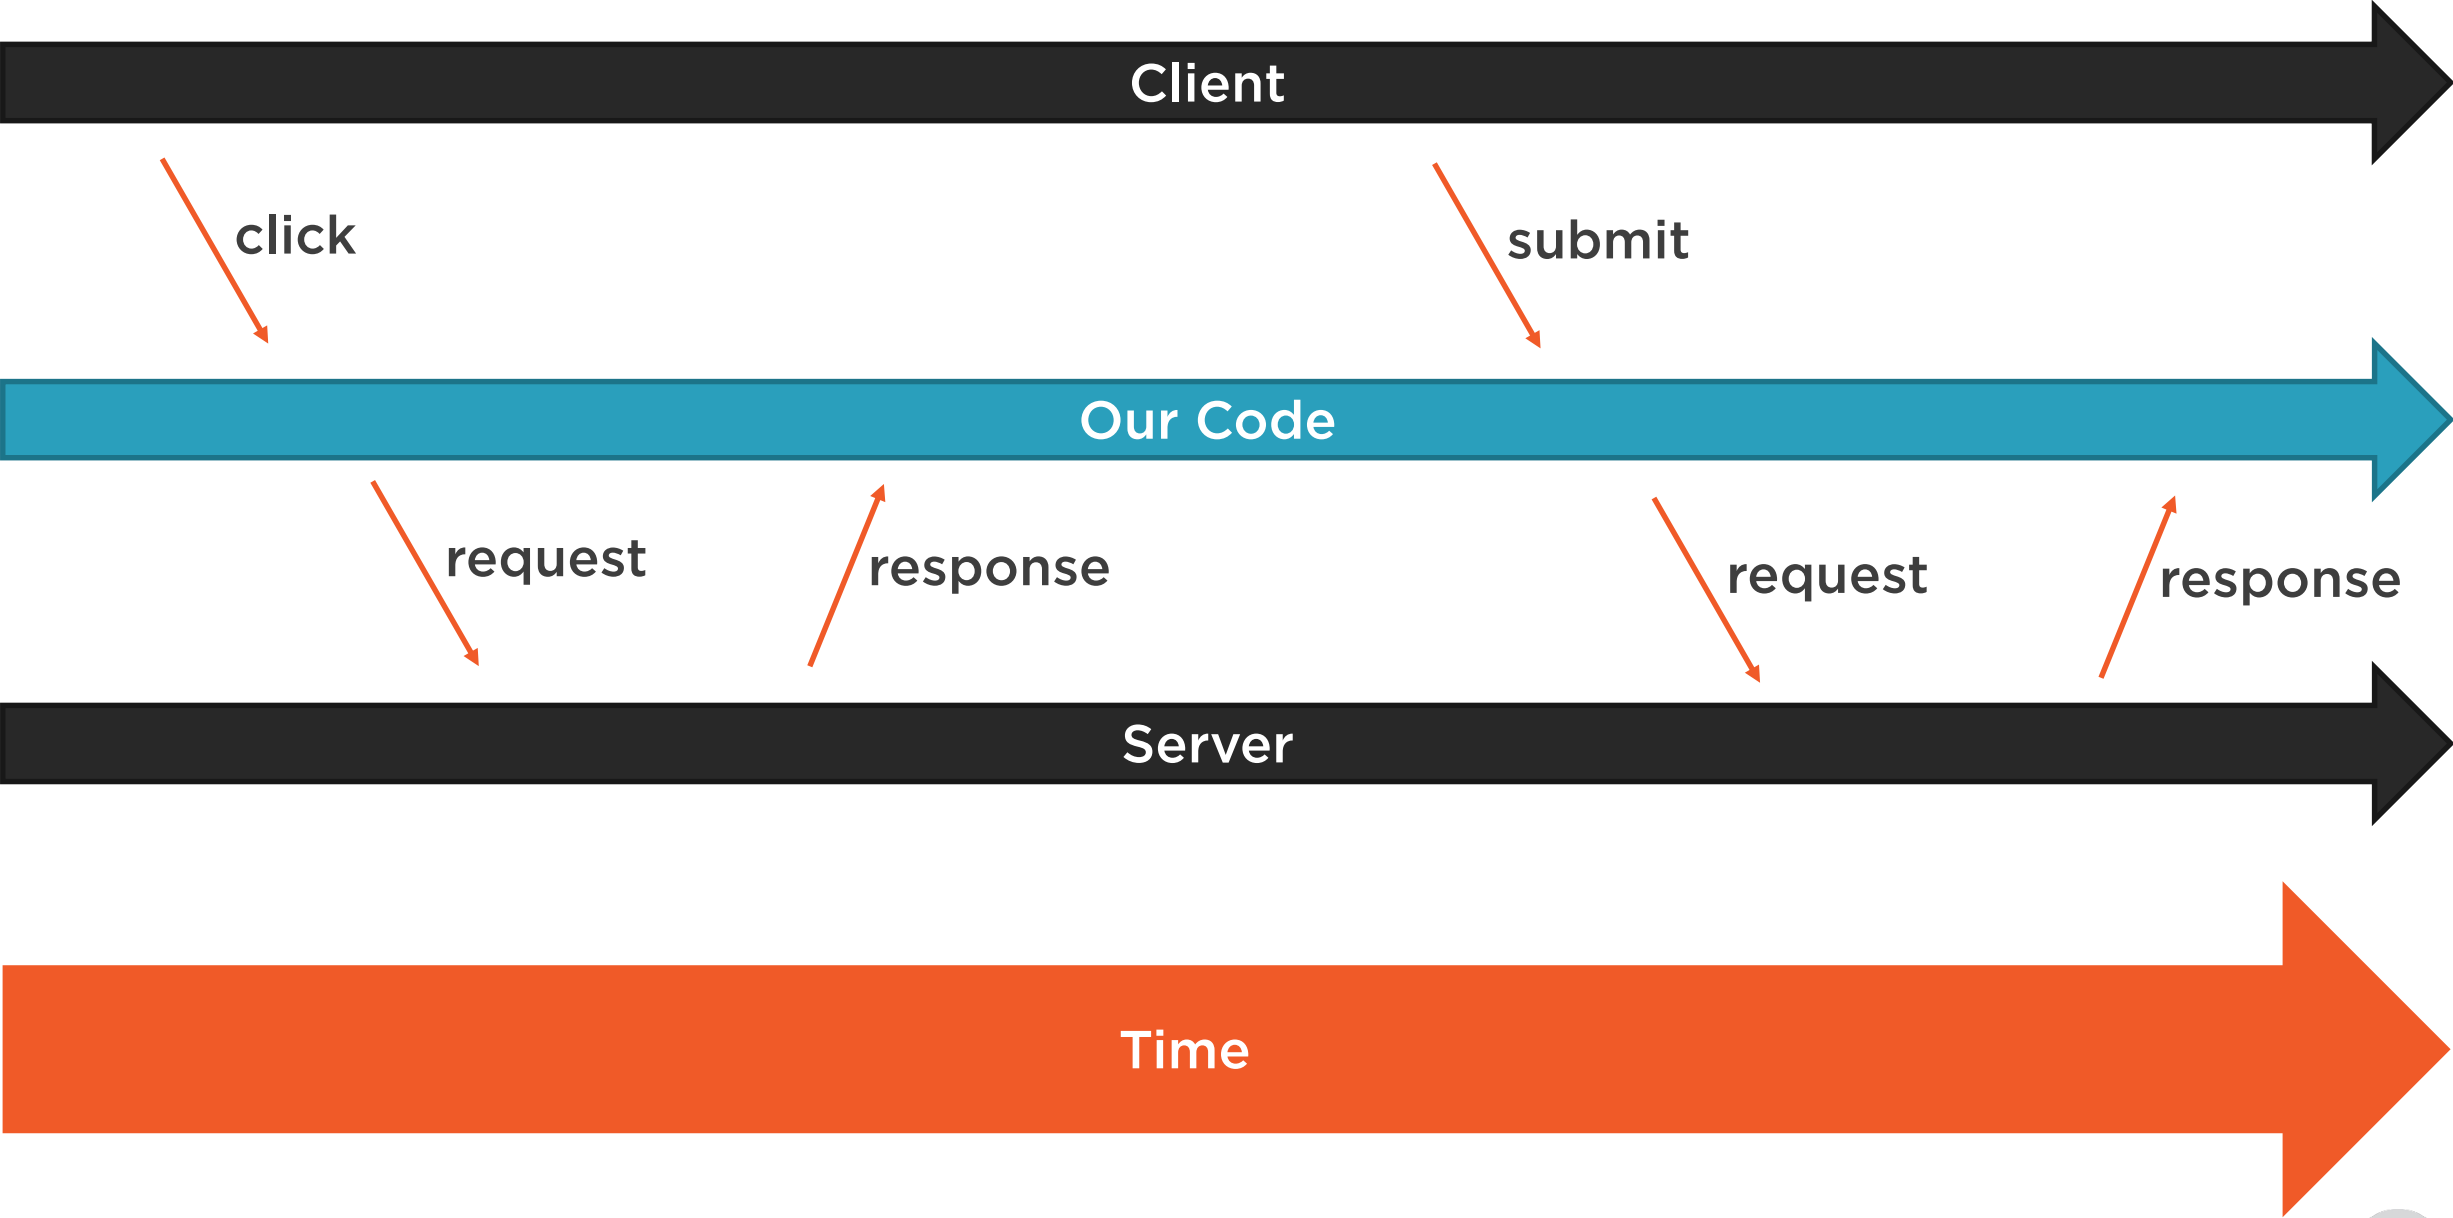 Client
click
submit
Our Code
request
response
request
response
Server
Time